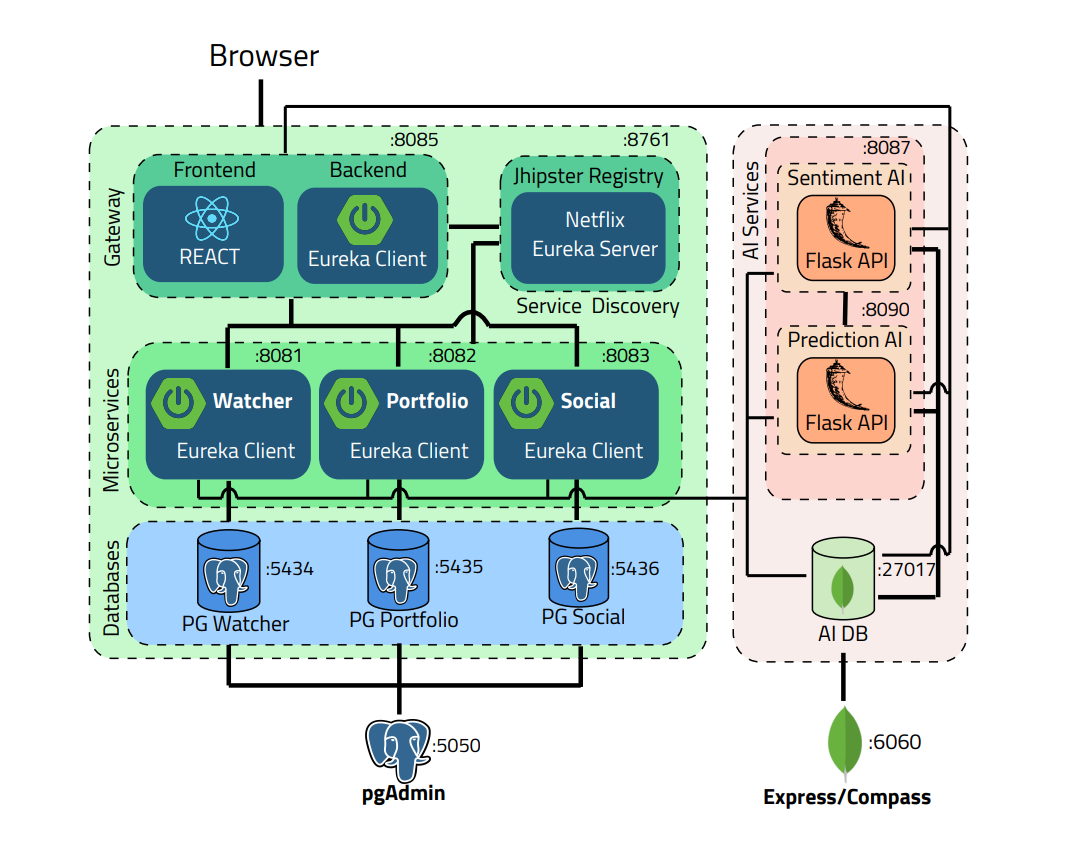 Browser
:8085
:8761
:8087
Frontend
Backend
Jhipster Registry
Sentiment AI
Gateway
REACT
Eureka Client
Netflix
Eureka Server
AI Services
Flask API
Service Discovery
:8090
Prediction AI
Flask API
:8081
:8082
:8083
Microservices
Watcher
Eureka Client
Portfolio
Eureka Client
Social
Eureka Client
Databases
:5434
PG Watcher
:5435
PG Portfolio
:5436
PG Social
:27017
AI DB
:5050
pgAdmin
:6060
Express/Compass